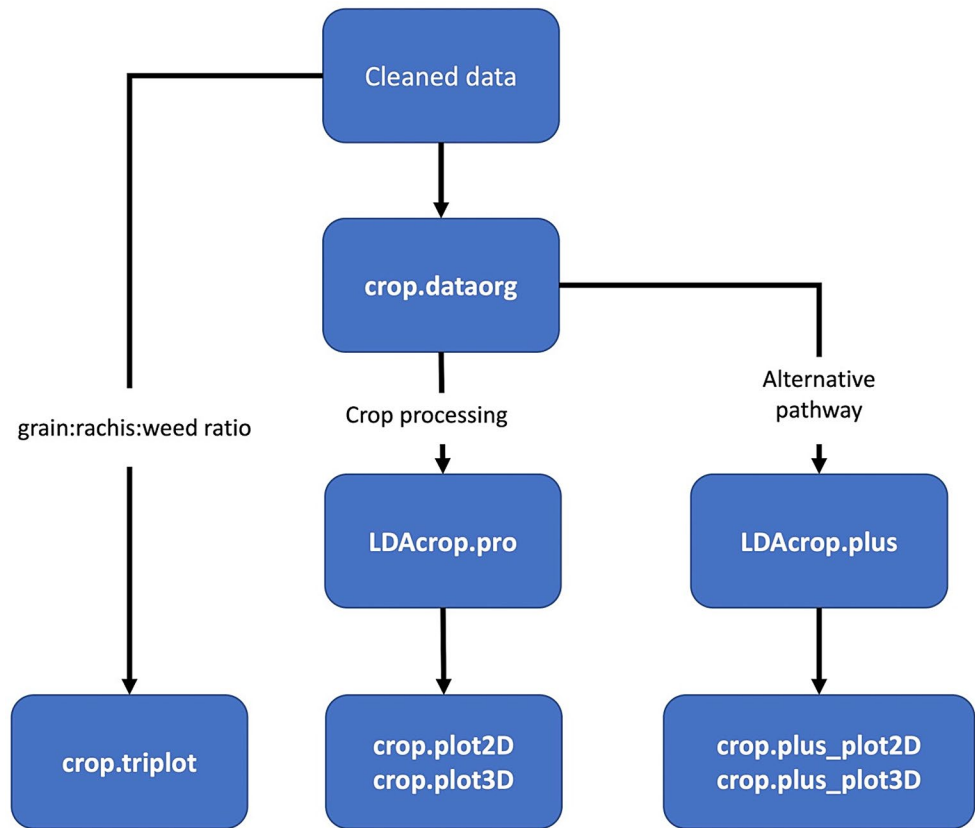 Cleaned data
crop.dataorg
Alternative
pathway
Crop processing
grain:rachis:weed ratio
LDAcrop.pro
LDAcrop.plus
crop.triplot
crop.plot2D
crop.plot3D
crop.plus_plot2D
crop.plus_plot3D